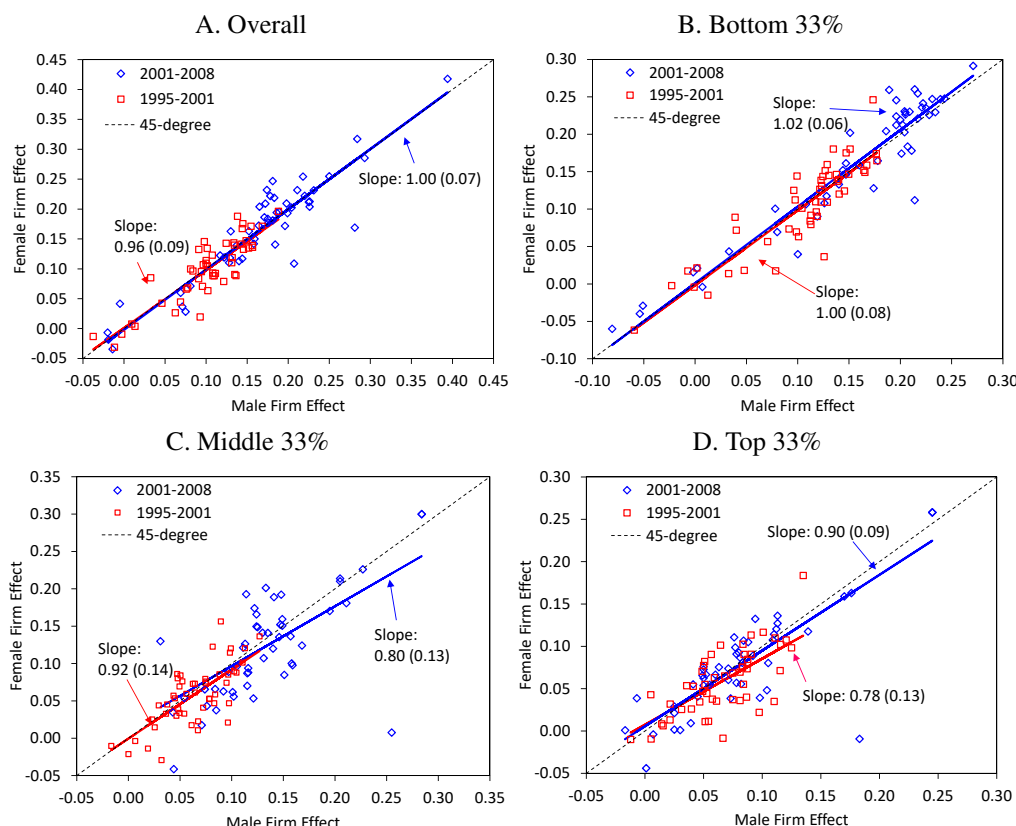 A. Overall
0.45
0.40
0.35
0.30
0.25
0.20
0.15
0.10
0.05
0.00
-0.05
Female Firm Effect
2001-2008
1995-2001
45-degree
Slope: 1.00 (0.07)
Slope:
0.96 (0.09)
-0.05 0.00 0.05 0.10 0.15 0.20 0.25 0.30 0.35 0.40 0.45
Male Firm Effect
B. Bottom 33%
0.30
0.25
0.20
0.15
0.10
0.05
0.00
-0.05
-0.10
Female Firm Effect
2001-2008
1995-2001
45-degree
Slope:
1.02 (0.06)
Slope:
1.00 (0.08)
-0.10 -0.05 0.00 0.05 0.10 0.15 0.20 0.25 0.30
Male Firm Effect
C. Middle 33%
0.35
0.30
0.25
0.20
0.15
0.10
0.05
0.00
-0.05
Female Firm Effect
2001-2008
1995-2001
45-degree
Slope:
0.92 (0.14)
Slope:
0.80 (0.13)
-0.05 0.00 0.05 0.10 0.15 0.20 0.25 0.30 0.35
Male Firm Effect
D. Top 33%
0.30
0.25
0.20
0.15
0.10
0.05
0.00
-0.05
Female Firm Effect
2001-2008
1995-2001
45-degree
Slope: 0.90 (0.09)
Slope: 0.78 (0.13)
-0.05 0.00 0.05 0.10 0.15 0.20 0.25 0.30
Male Firm Effect